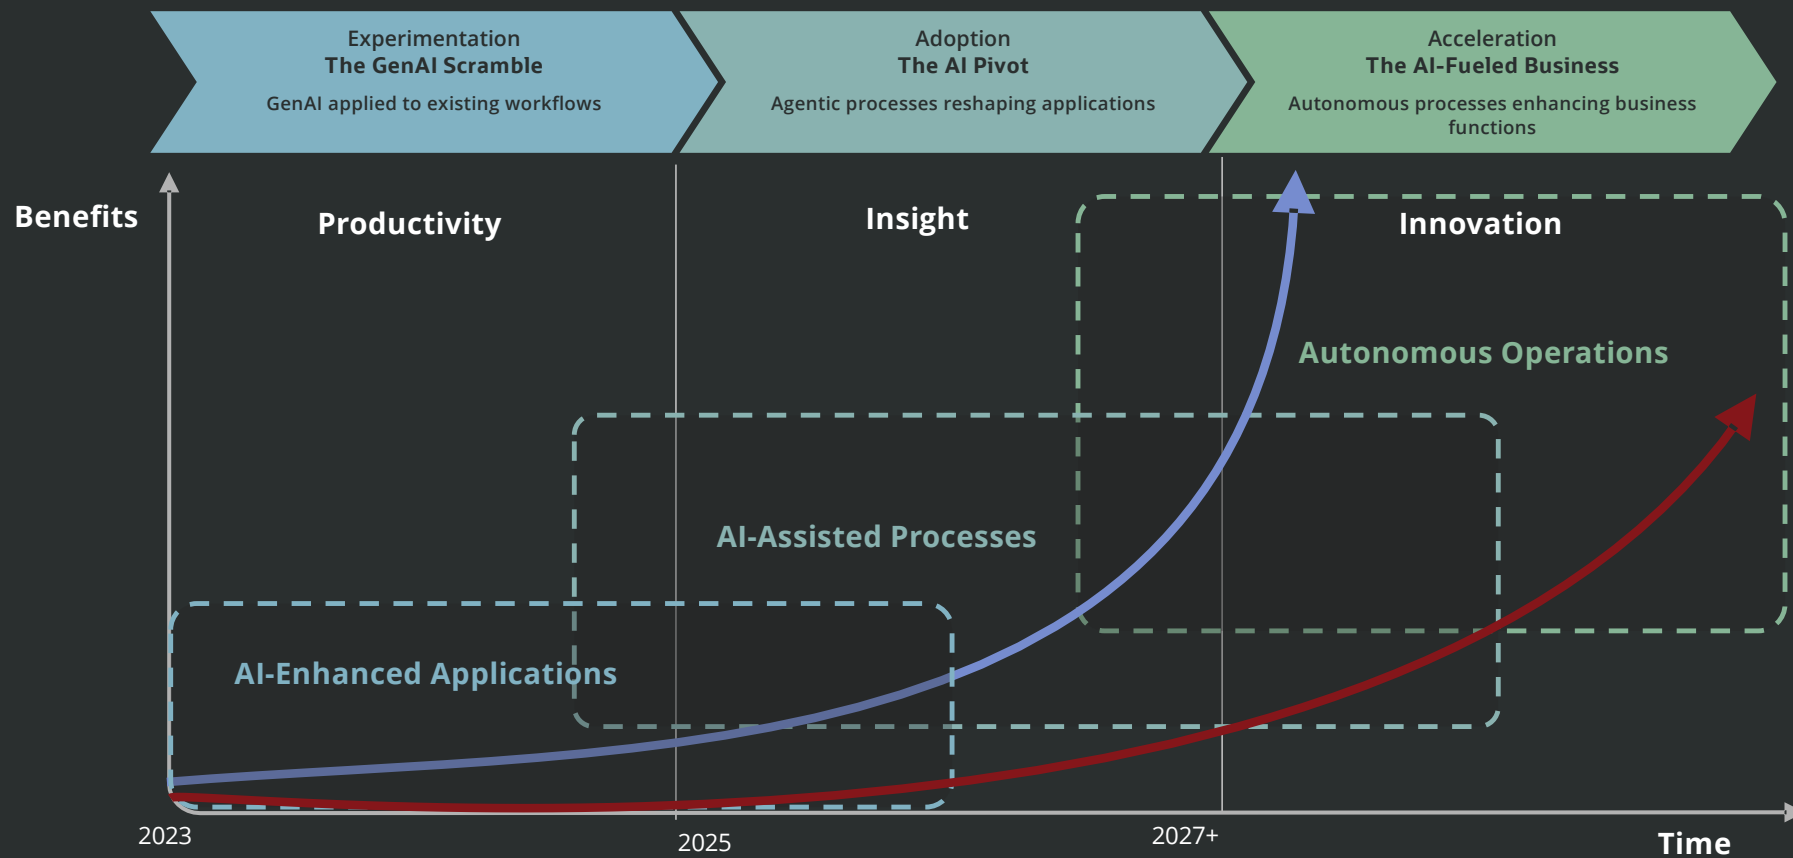 Experimentation
The GenAI Scramble
GenAI applied to existing workflows
Adoption
The AI Pivot
Agentic processes reshaping applications
Acceleration
The AI-Fueled Business
Autonomous processes enhancing business
functions
Benefits
Productivity
Insight
Innovation
Autonomous Operations
AI-Assisted Processes
AI-Enhanced Applications
2023
2025
2027+
Time